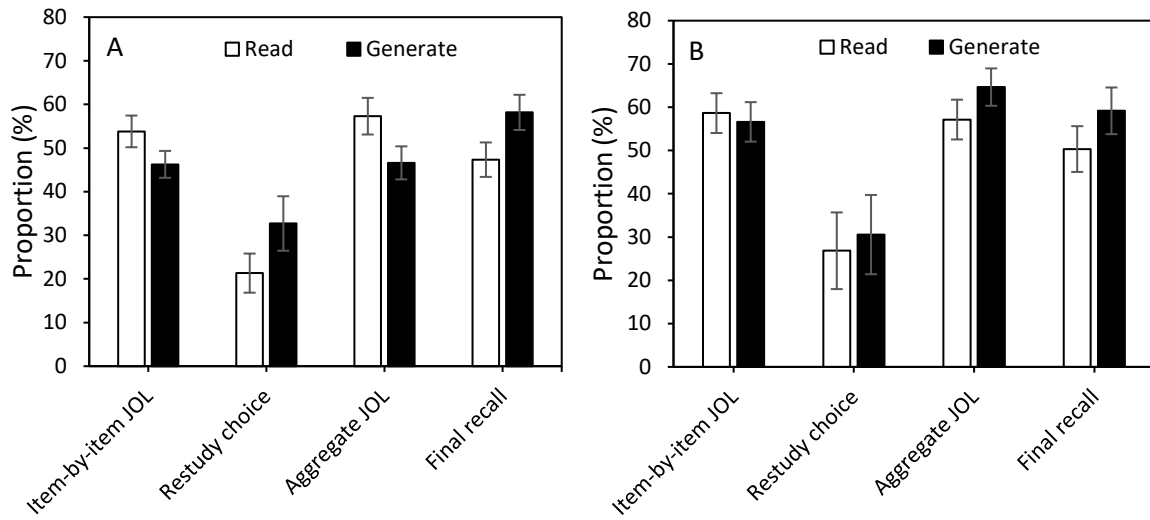 A
Read
Generate
Proportion (%)
80
70
60
50
40
30
20
10
0
Item-by-item JOL
Restudy choice
Aggregate JOL
Final recall
B
Read
Generate
Proportion (%)
80
70
60
50
40
30
20
10
0
Item-by-item JOL
Restudy choice
Aggregate JOL
Final recall